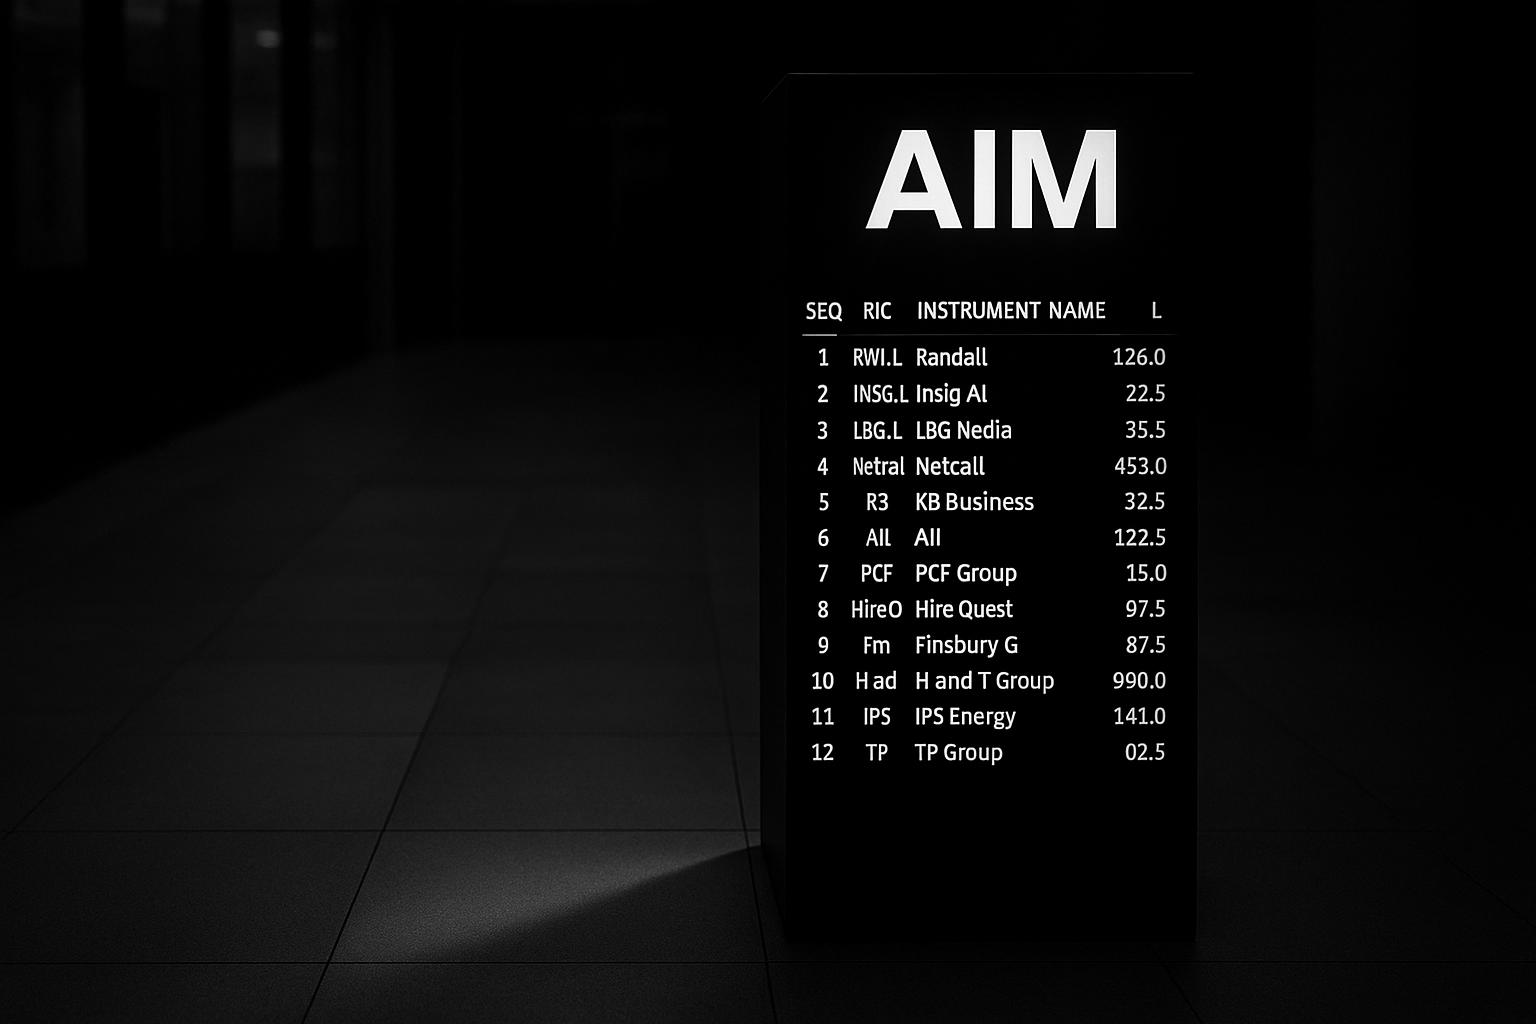 AIM
SEQ RIC INSTRUMENT NAME L
1 RWI.L Randall 126.0
2 INSG.L Insig AI 22.5
3 LBG.L LBG Nedia 35.5
4 Netral Netcall 453.0
5 R3 KB Business 32.5
6 All All 122.5
7 PCF PCF Group 15.0
8 HireO Hire Quest 97.5
9 Fm Finsbury G 87.5
10 H ad H and T Group 990.0
11 IPS IPS Energy 141.0
12 TP TP Group 02.5